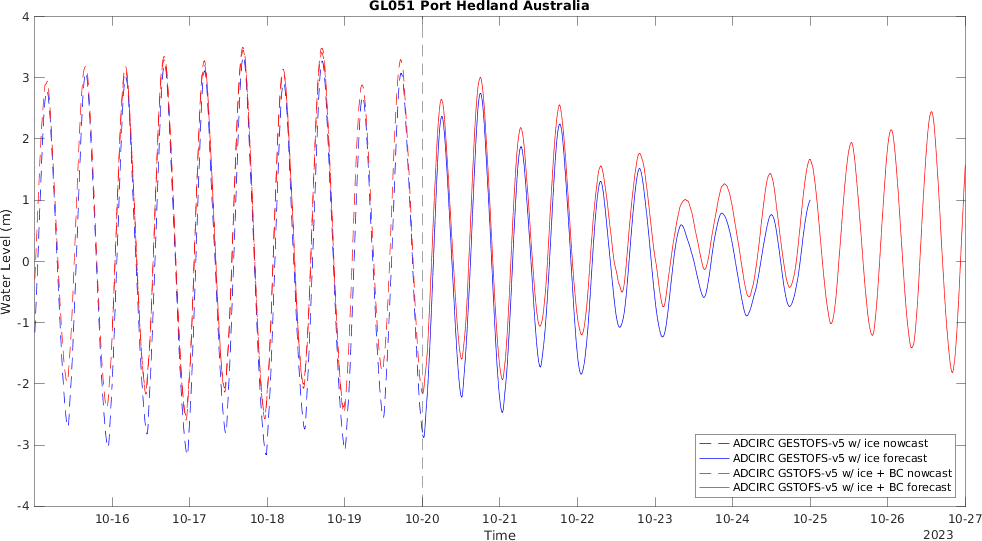 GL051 Port Hedland Australia
4
3
2
1
0
-1
-2
-3
-4
Water Level (m)
ADCIRC GESTOFS-v5 w/ ice nowcast
ADCIRC GESTOFS-v5 w/ ice forecast
ADCIRC GSTOFS-v5 w/ ice + BC nowcast
ADCIRC GSTOFS-v5 w/ ice + BC forecast
10-16 10-17 10-18 10-19 10-20 10-21 10-22 10-23 10-24 10-25 10-26 10-27
Time
2023